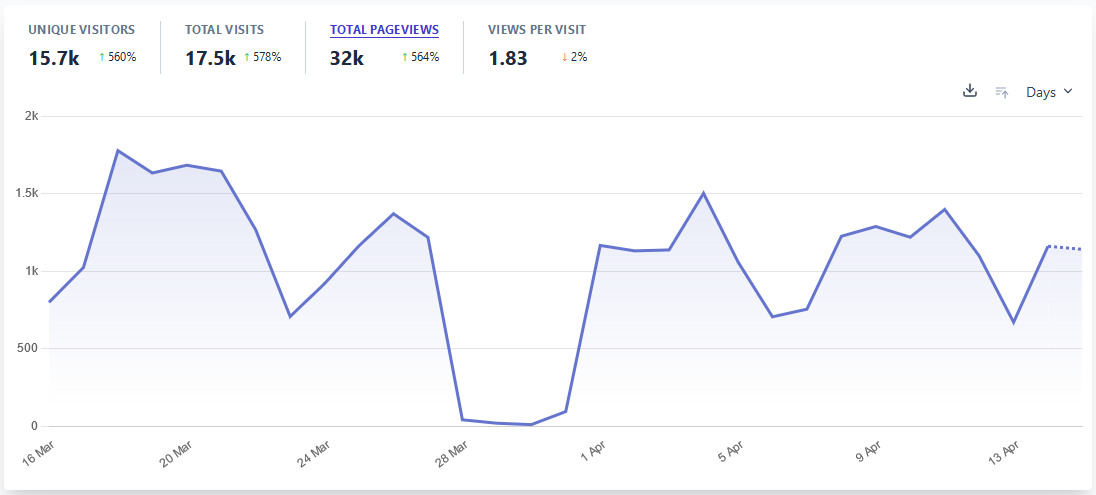 UNIQUE VISITORS TOTAL VISITS TOTAL PAGEVIEWS VIEWS PER VISIT
15.7k ↑ 560% 17.5k ↑ 578% 32k ↑ 564% 1.83 ↓ 2%
Days
2k
1.5k
1k
500
0
16 Mar 20 Mar 24 Mar 28 Mar 1 Apr 5 Apr 9 Apr 13 Apr